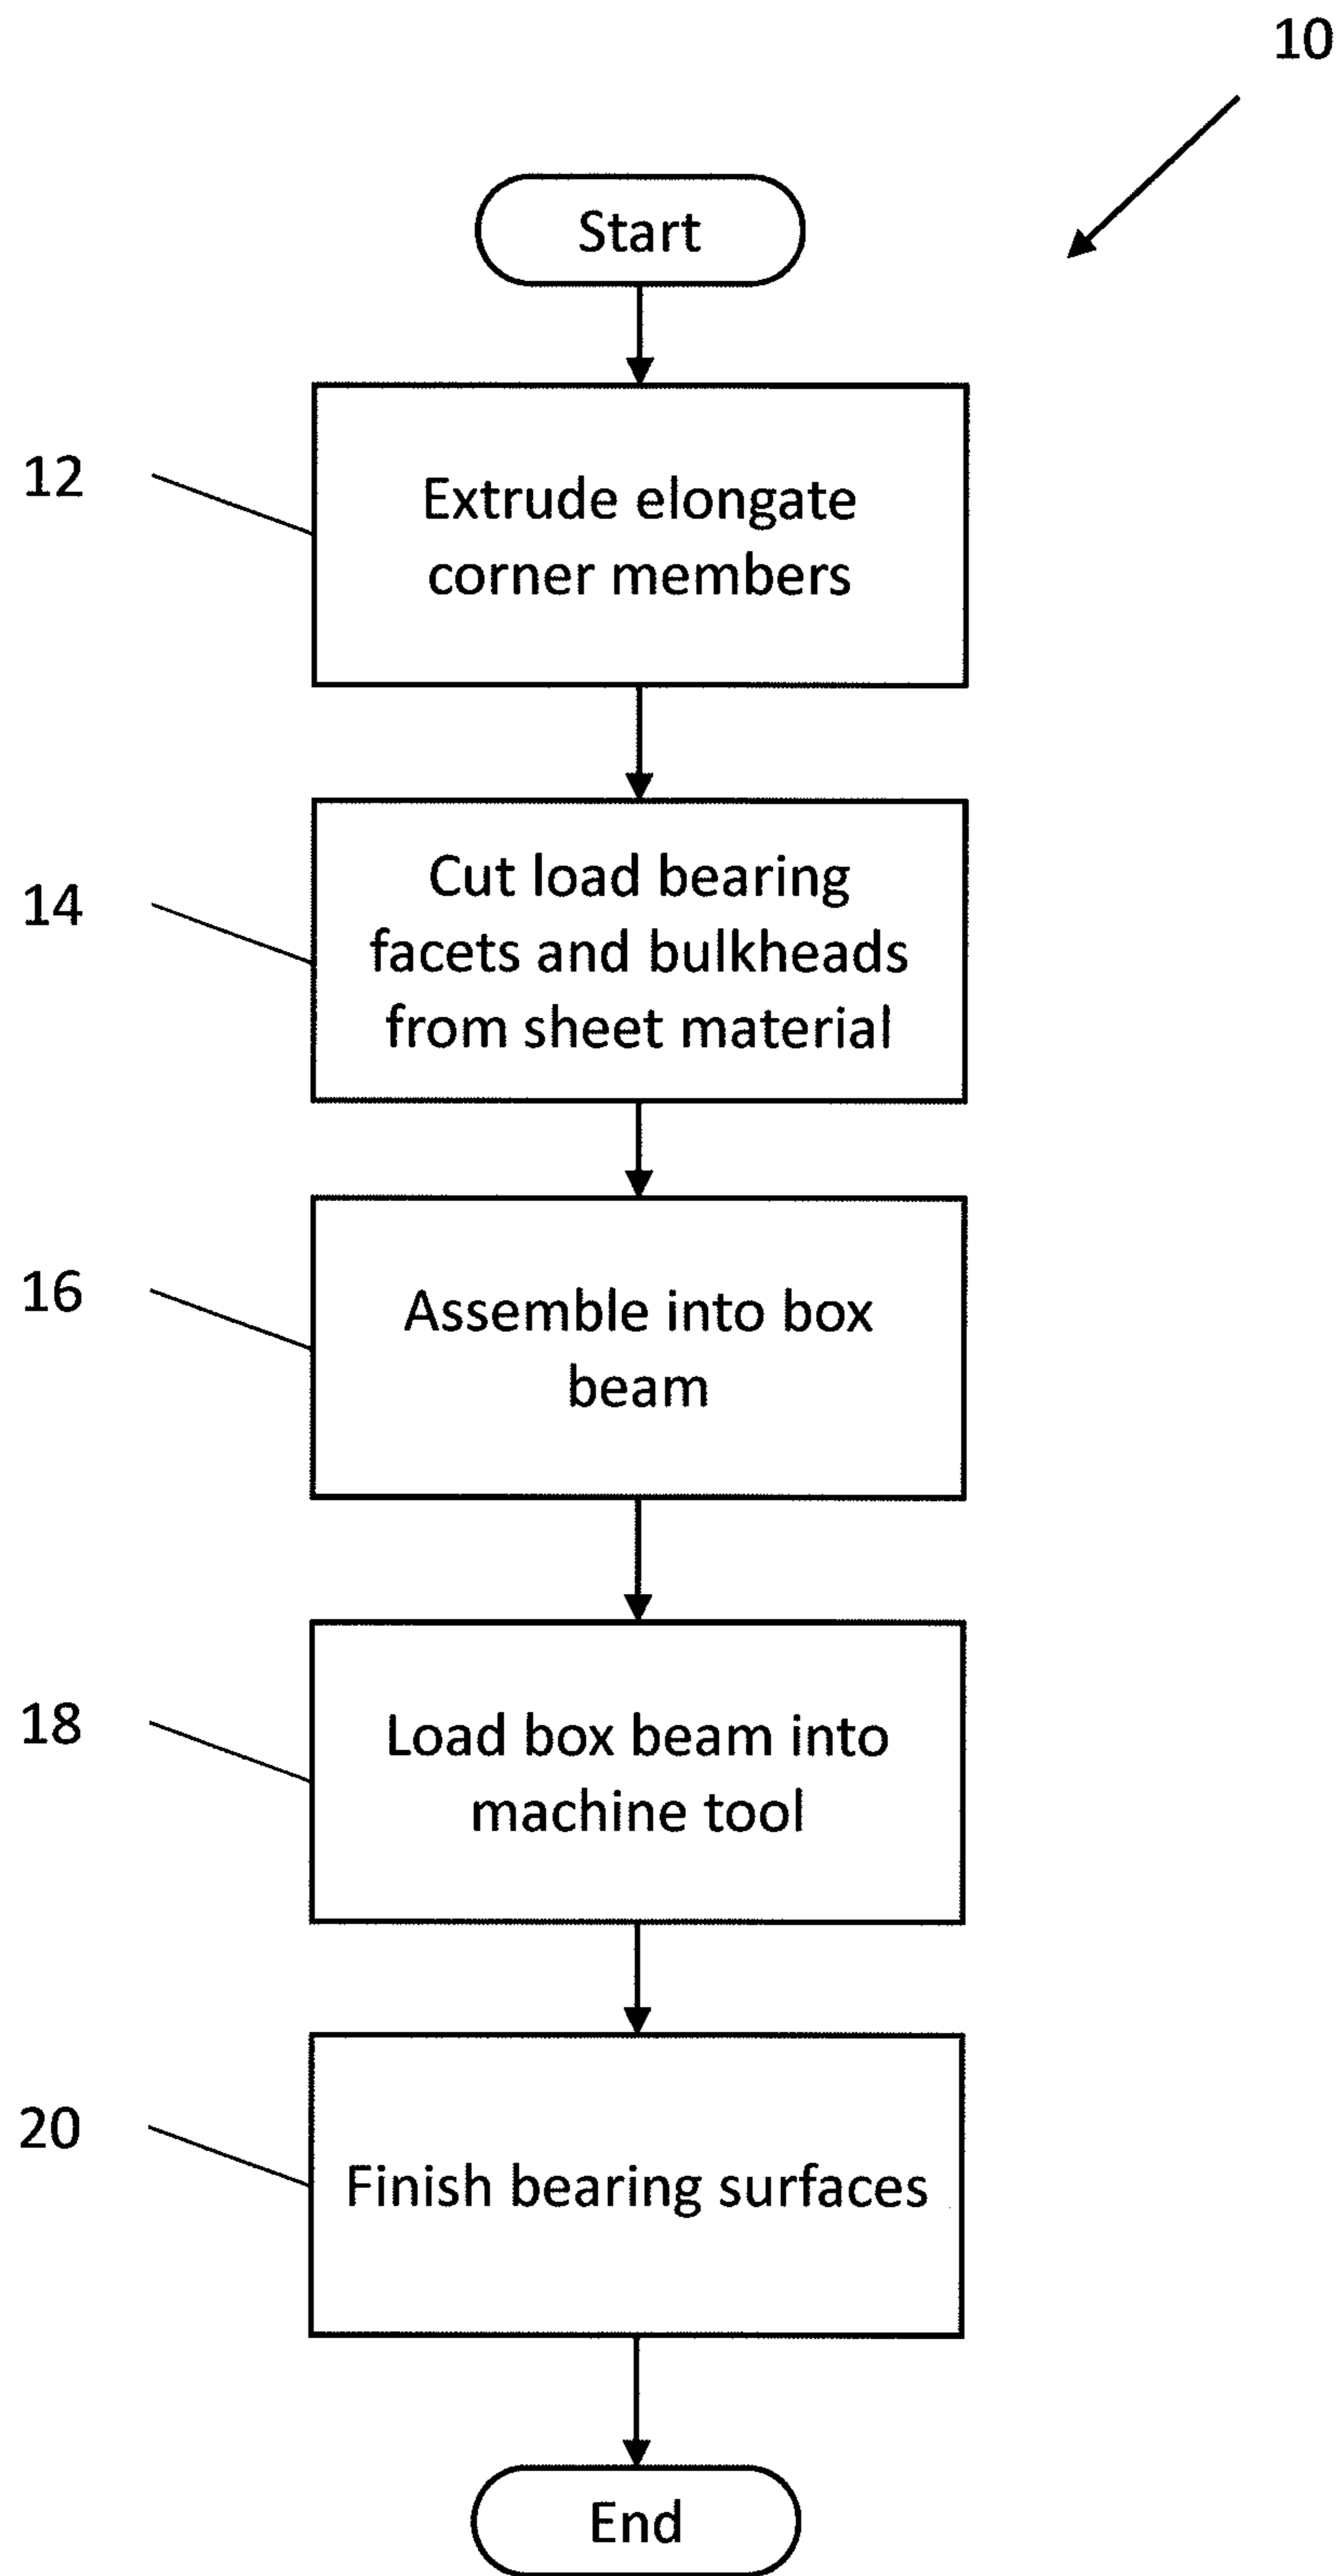 10
Start
12
Extrude elongate
corner members
14
Cut load bearing
facets and bulkheads
from sheet material
16
Assemble into box
beam
18
Load box beam into
machine tool
20
Finish bearing surfaces
End